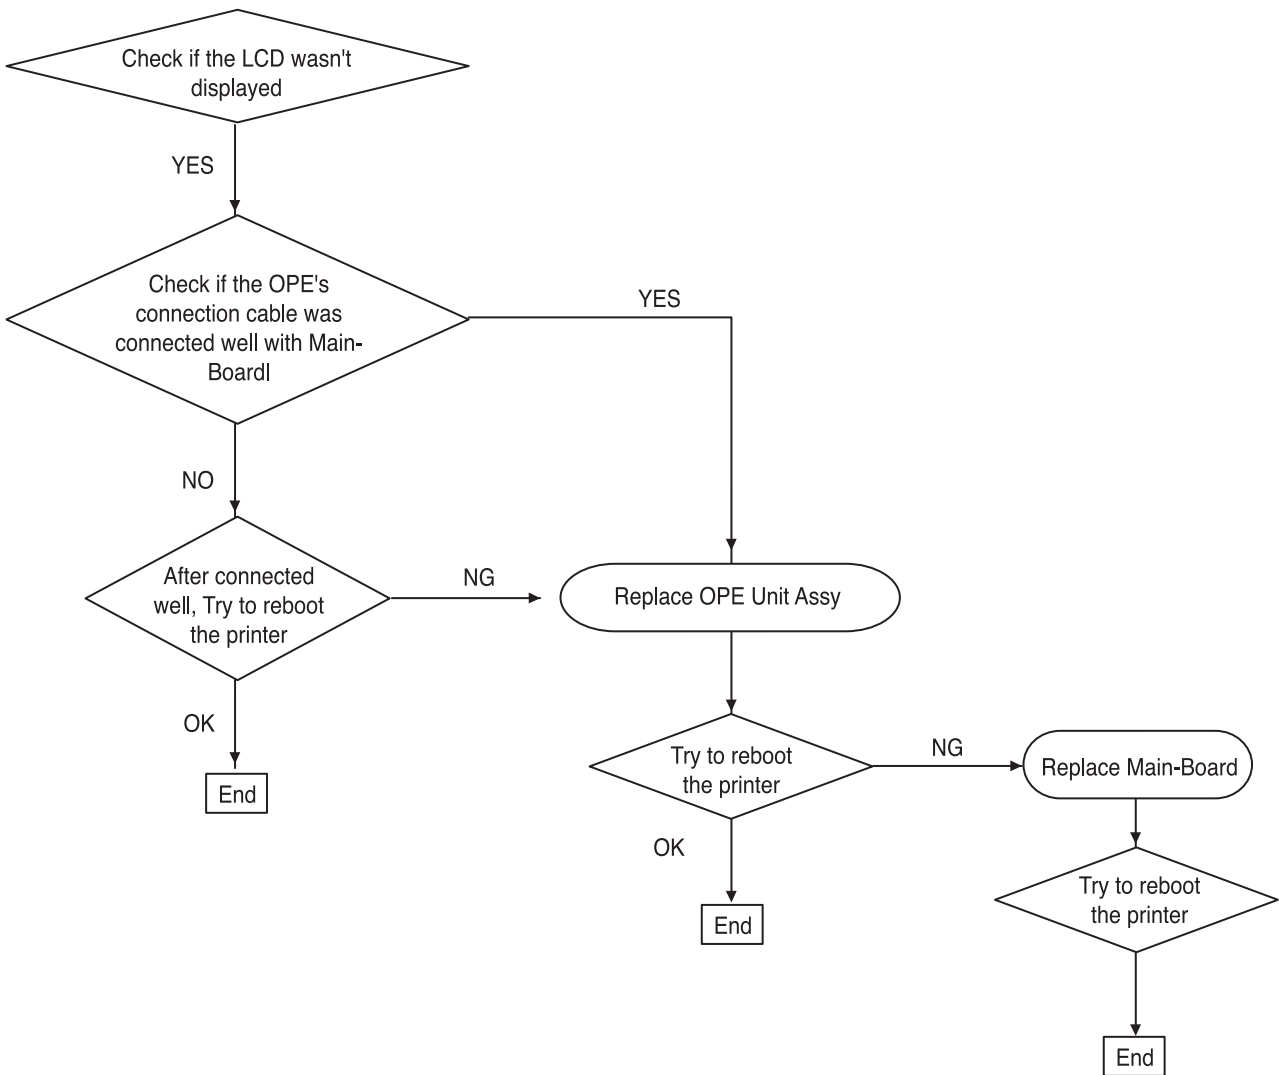 Check if the LCD wasn't
displayed
YES
Check if the OPE's
connection cable was
connected well with Main-
Boardl
YES
NO
After connected
well, Try to reboot
the printer
NG
Replace OPE Unit Assy
OK
End
Try to reboot
the printer
NG
Replace Main-Board
OK
End
Try to reboot
the printer
End